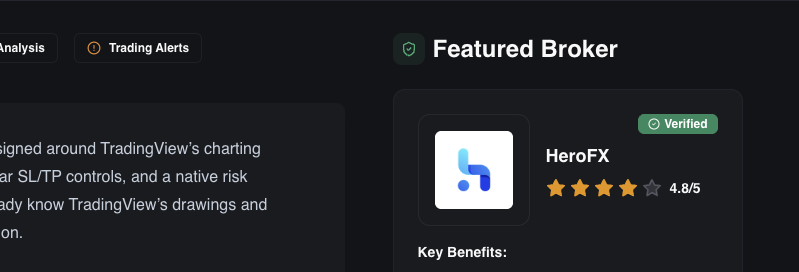 Analysis
Trading Alerts
signed around TradingView's charting
ar SL/TP controls, and a native risk
ady know TradingView's drawings and
on.
Featured Broker
Verified
HeroFX
4.8/5
Key Benefits: